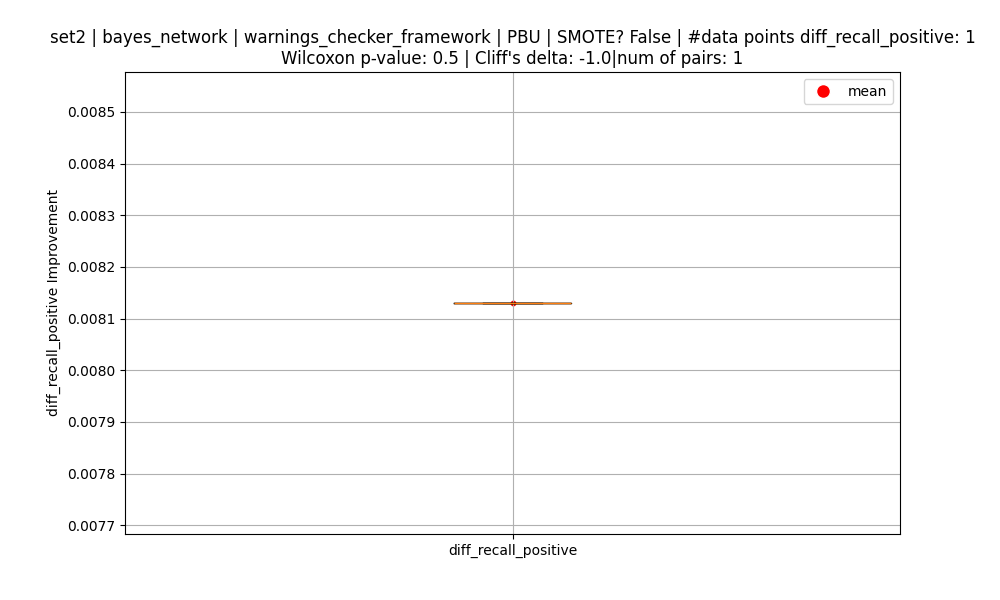 set2 | bayes_network | warnings_checker_framework | PBU | SMOTE? False | #data points diff_recall_positive: 1
Wilcoxon p-value: 0.5 | Cliff's delta: -1.0|num of pairs: 1
mean
0.0085
0.0084
0.0083
0.0082
0.0081
0.0080
0.0079
0.0078
0.0077
diff_recall_positive Improvement
diff_recall_positive